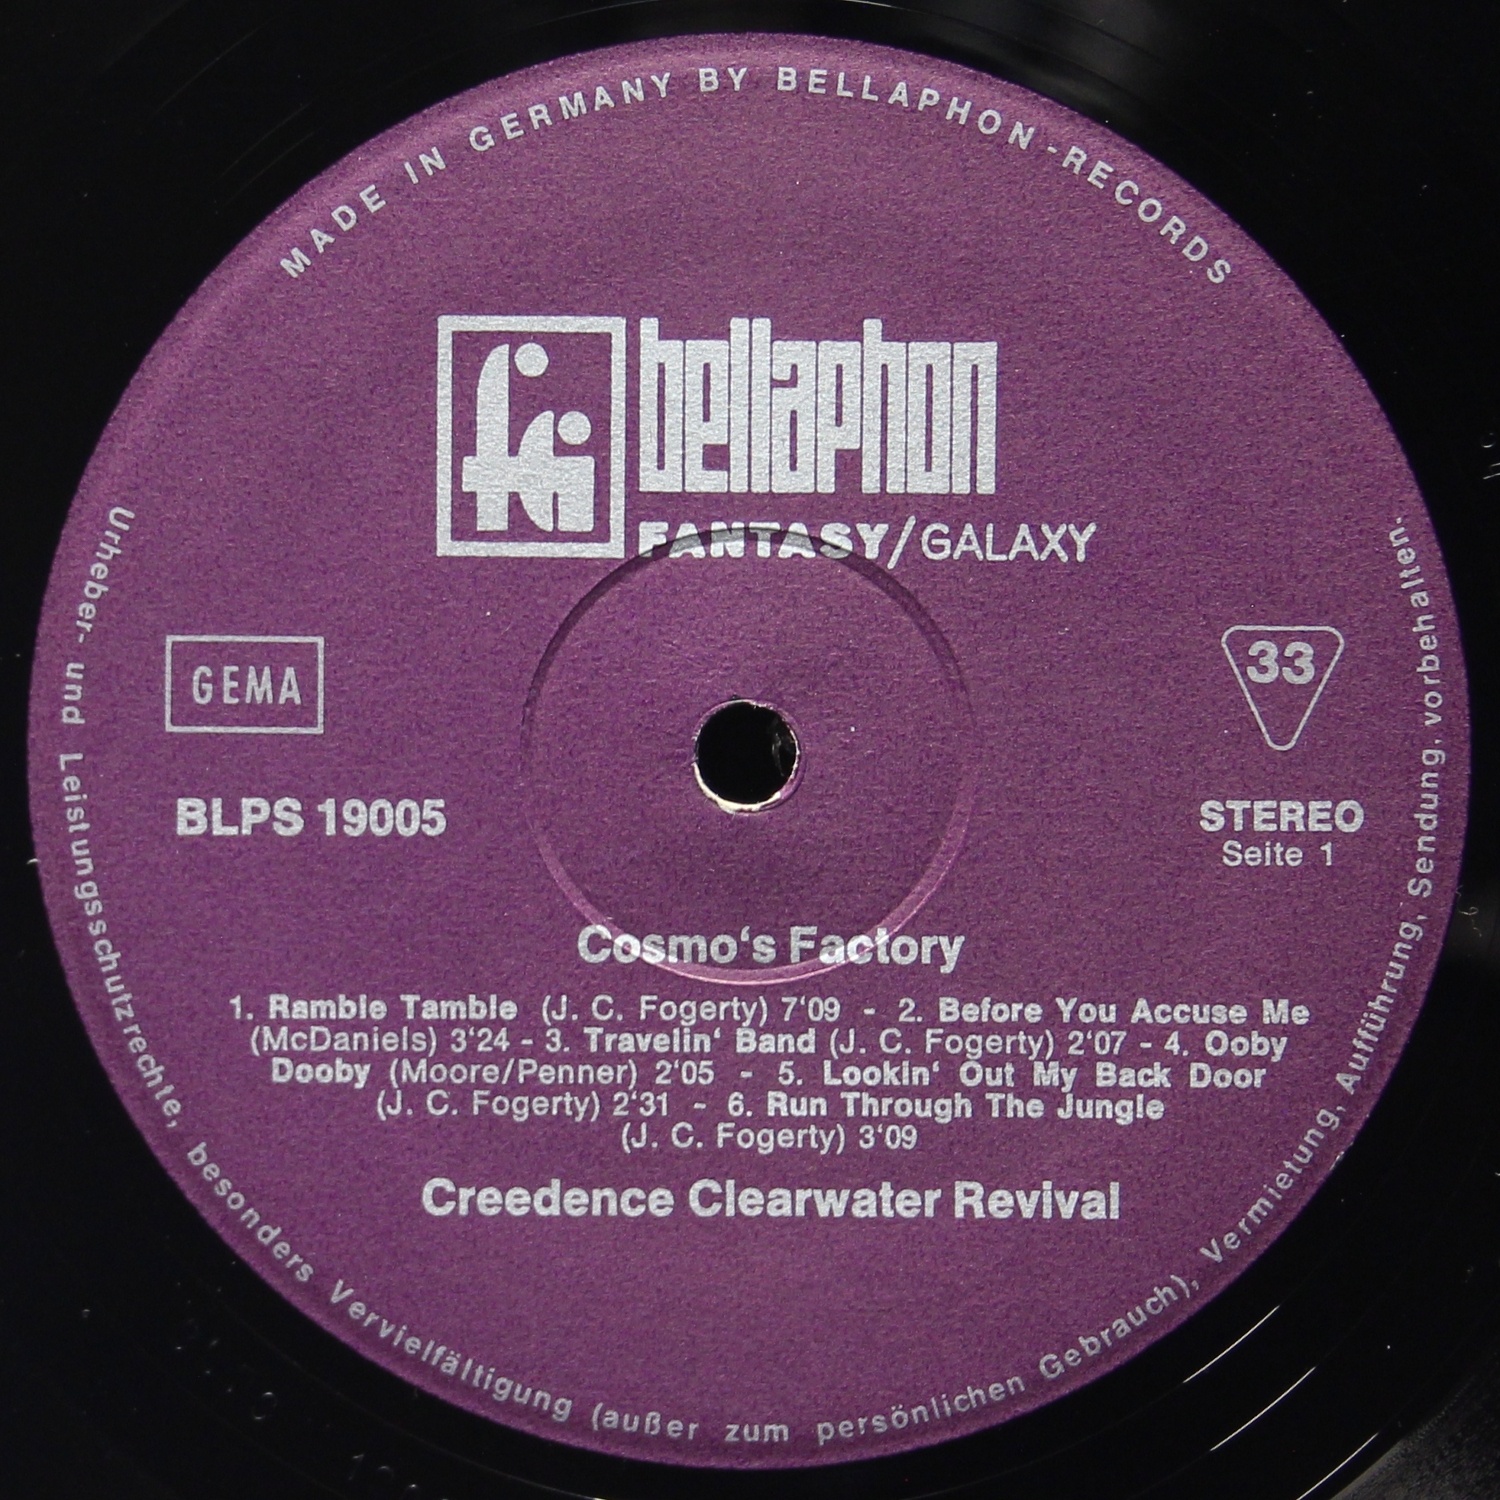 MADE IN GERMANY BY BELLAPHON-RECORDS
bellaphon
FANTASY/GALAXY
GEMA
33
BLPS 19005
STEREO
Seite 1
Cosmo‘s Factory
1. Ramble Tamble (J. C. Fogerty) 7‘09 - 2. Before You Accuse Me
(McDaniels) 3‘24 - 3. Travelin‘ Band (J. C. Fogerty) 2‘07 - 4. Ooby
Dooby (Moore/Penner) 2‘05 - 5. Lookin‘ Out My Back Door
(J. C. Fogerty) 2‘31 - 6. Run Through The Jungle
(J. C. Fogerty) 3‘09
Creedence Clearwater Revival
Urheber- und Leistungsschutzrechte, besonders Vervielfältigung (außer zum persönlichen Gebrauch), Vermietung, Aufführung, Sendung, vorbehalten.